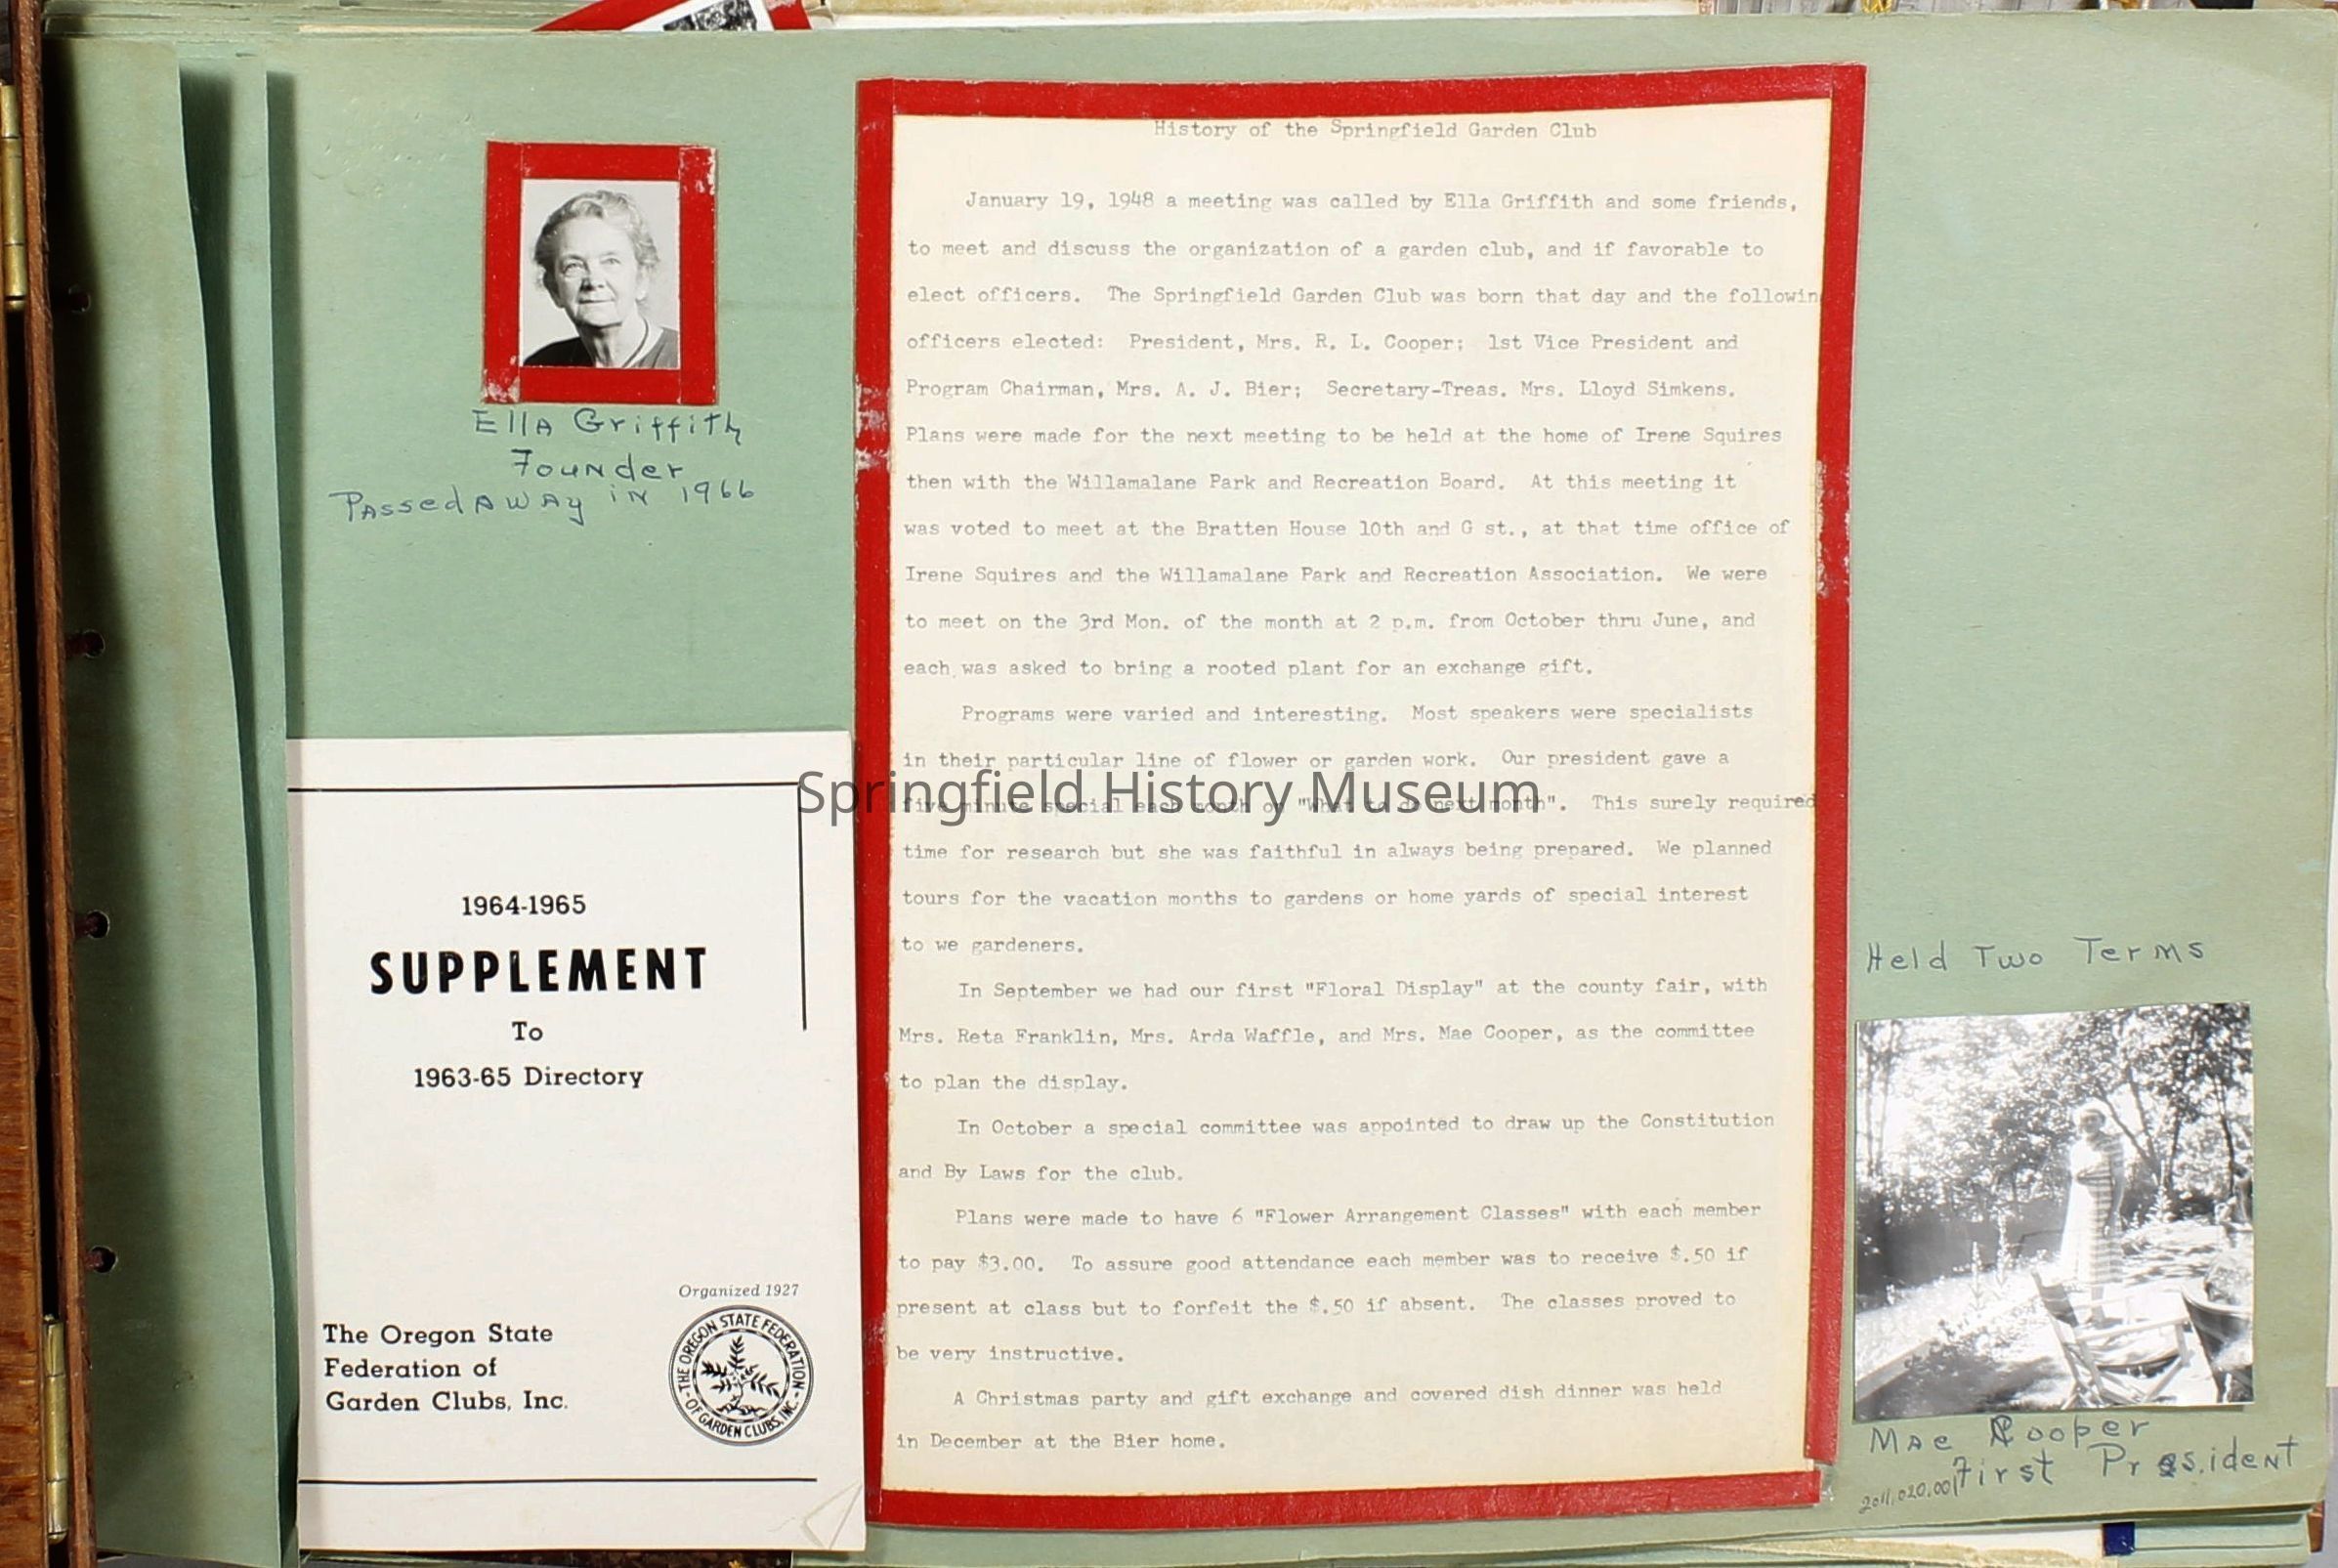 Ella Griffith
Founder
Passed Away in 1966
1964-1965
SUPPLEMENT
To
1963-65 Directory
Organized 1927
The Oregon State
Federation of
Garden Clubs, Inc.
THE OREGON STATE FEDERATION
OF GARDEN CLUBS, INC.
History of the Springfield Garden Club
January 19, 1948 a meeting was called by Ella Griffith and some friends,
to meet and discuss the organization of a garden club, and if favorable to
elect officers. The Springfield Garden Club was born that day and the followin
officers elected: President, Mrs. R. L. Cooper; 1st Vice President and
Program Chairman, Mrs. A. J. Bier; Secretary-Treas. Mrs. Lloyd Simkens.
Plans were made for the next meeting to be held at the home of Irene Squires
then with the Willamalane Park and Recreation Board. At this meeting it
was voted to meet at the Bratten House 10th and G st., at that time office of
Irene Squires and the Willamalane Park and Recreation Association. We were
to meet on the 3rd Mon. of the month at 2 p.m. from October thru June, and
each was asked to bring a rooted plant for an exchange gift.
Programs were varied and interesting. Most speakers were specialists
in their particular line of flower or garden work. Our president gave a
five minute special each month on "What to do next month". This surely required
time for research but she was faithful in always being prepared. We planned
tours for the vacation months to gardens or home yards of special interest
to we gardeners.
In September we had our first "Floral Display" at the county fair, with
Mrs. Reta Franklin, Mrs. Arda Waffle, and Mrs. Mae Cooper, as the committee
to plan the display.
In October a special committee was appointed to draw up the Constitution
and By Laws for the club.
Plans were made to have 6 "Flower Arrangement Classes" with each member
to pay $3.00. To assure good attendance each member was to receive $.50 if
present at class but to forfeit the $.50 if absent. The classes proved to
be very instructive.
A Christmas party and gift exchange and covered dish dinner was held
in December at the Bier home.
Springfield History Museum
Held Two Terms
Mae Cooper
First President
2011.020.001